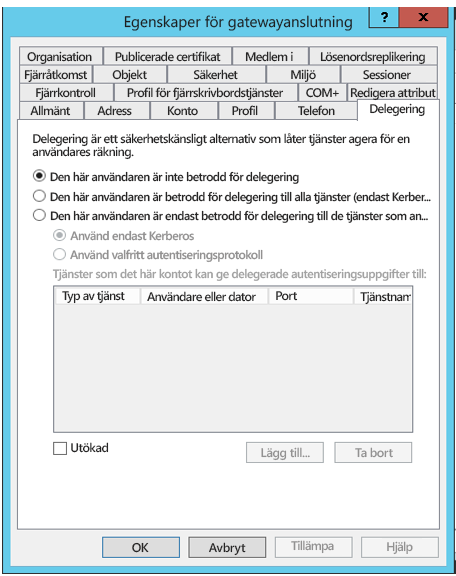 Egenskaper för gatewayanslutning
?
x
Organisation Publicerade certifikat Medlem i Lösenordsreplikering
Fjärråtkomst Objekt Säkerhet Miljö Sessioner
Fjärrkontroll Profil för fjärrskrivbordstjänster COM+ Redigera attribut
Allmänt Adress Konto Profil Telefon Delegering
Delegering är ett säkerhetskänsligt alternativ som låter tjänster agera för en
användares räkning.
Den här användaren är inte betrodd för delegering
Den här användaren är betrodd för delegering till alla tjänster (endast Kerber...
Den här användaren är endast betrodd för delegering till de tjänster som an...
Använd endast Kerberos
Använd valfritt autentiseringsprotokoll
Tjänster som det här kontot kan ge delegerade autentiseringsuppgifter till:
Typ av tjänst Användare eller dator Port Tjänstnam
Utökad Lägg till... Ta bort
OK Avbryt Tillämpa Hjälp